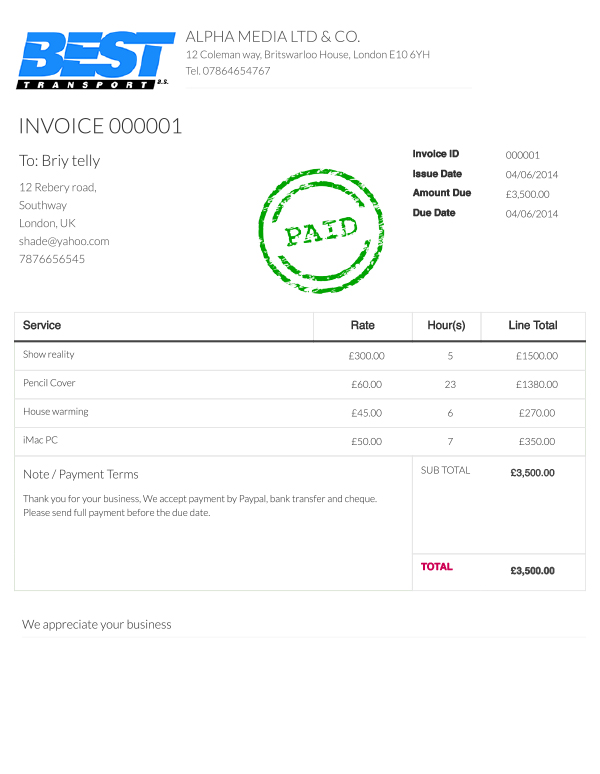 BEST
TRANSPORT a.s.
ALPHA MEDIA LTD & CO.
12 Coleman way, Britswarloo House, London E10 6YH
Tel. 07864654767
INVOICE 000001
To: Briy telly
12 Rebery road,
Southway
London, UK
shade@yahoo.com
7876656545
PAID
Invoice ID 000001
Issue Date 04/06/2014
Amount Due £3,500.00
Due Date 04/06/2014
Service Rate Hour(s) Line Total
Show reality £300.00 5 £1500.00
Pencil Cover £60.00 23 £1380.00
House warming £45.00 6 £270.00
iMac PC £50.00 7 £350.00
Note / Payment Terms
Thank you for your business, We accept payment by Paypal, bank transfer and cheque.
Please send full payment before the due date.
SUB TOTAL £3,500.00
TOTAL £3,500.00
We appreciate your business